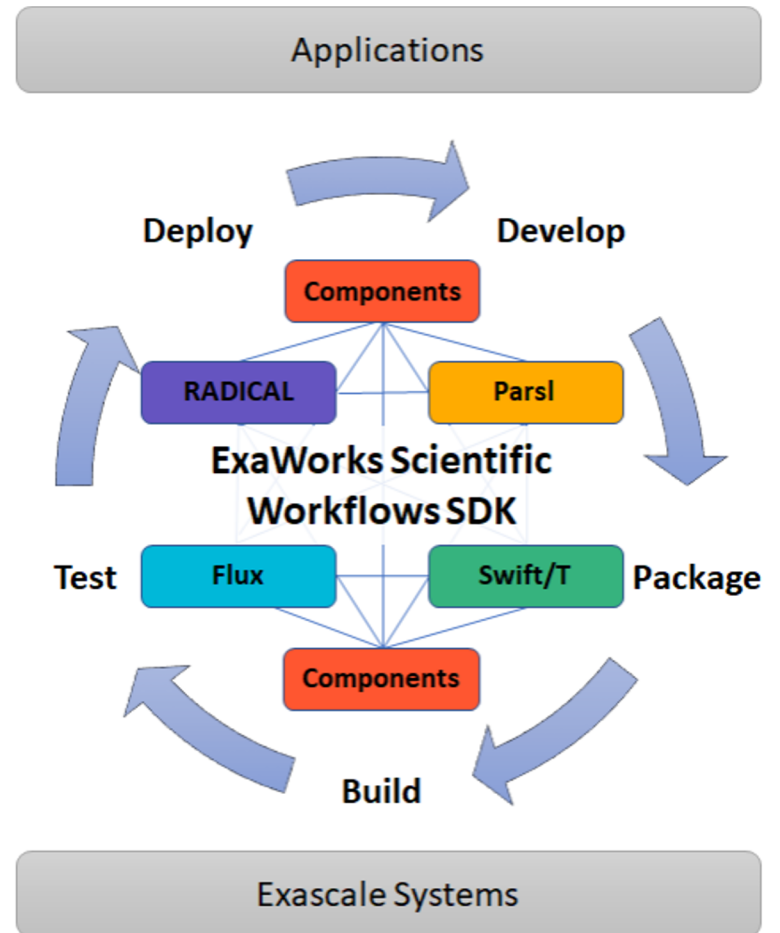 Applications
Deploy
Develop
Components
RADICAL
Parsl
ExaWorks Scientific
Workflows SDK
Test
Flux
Swift/T
Package
Components
Build
Exascale Systems